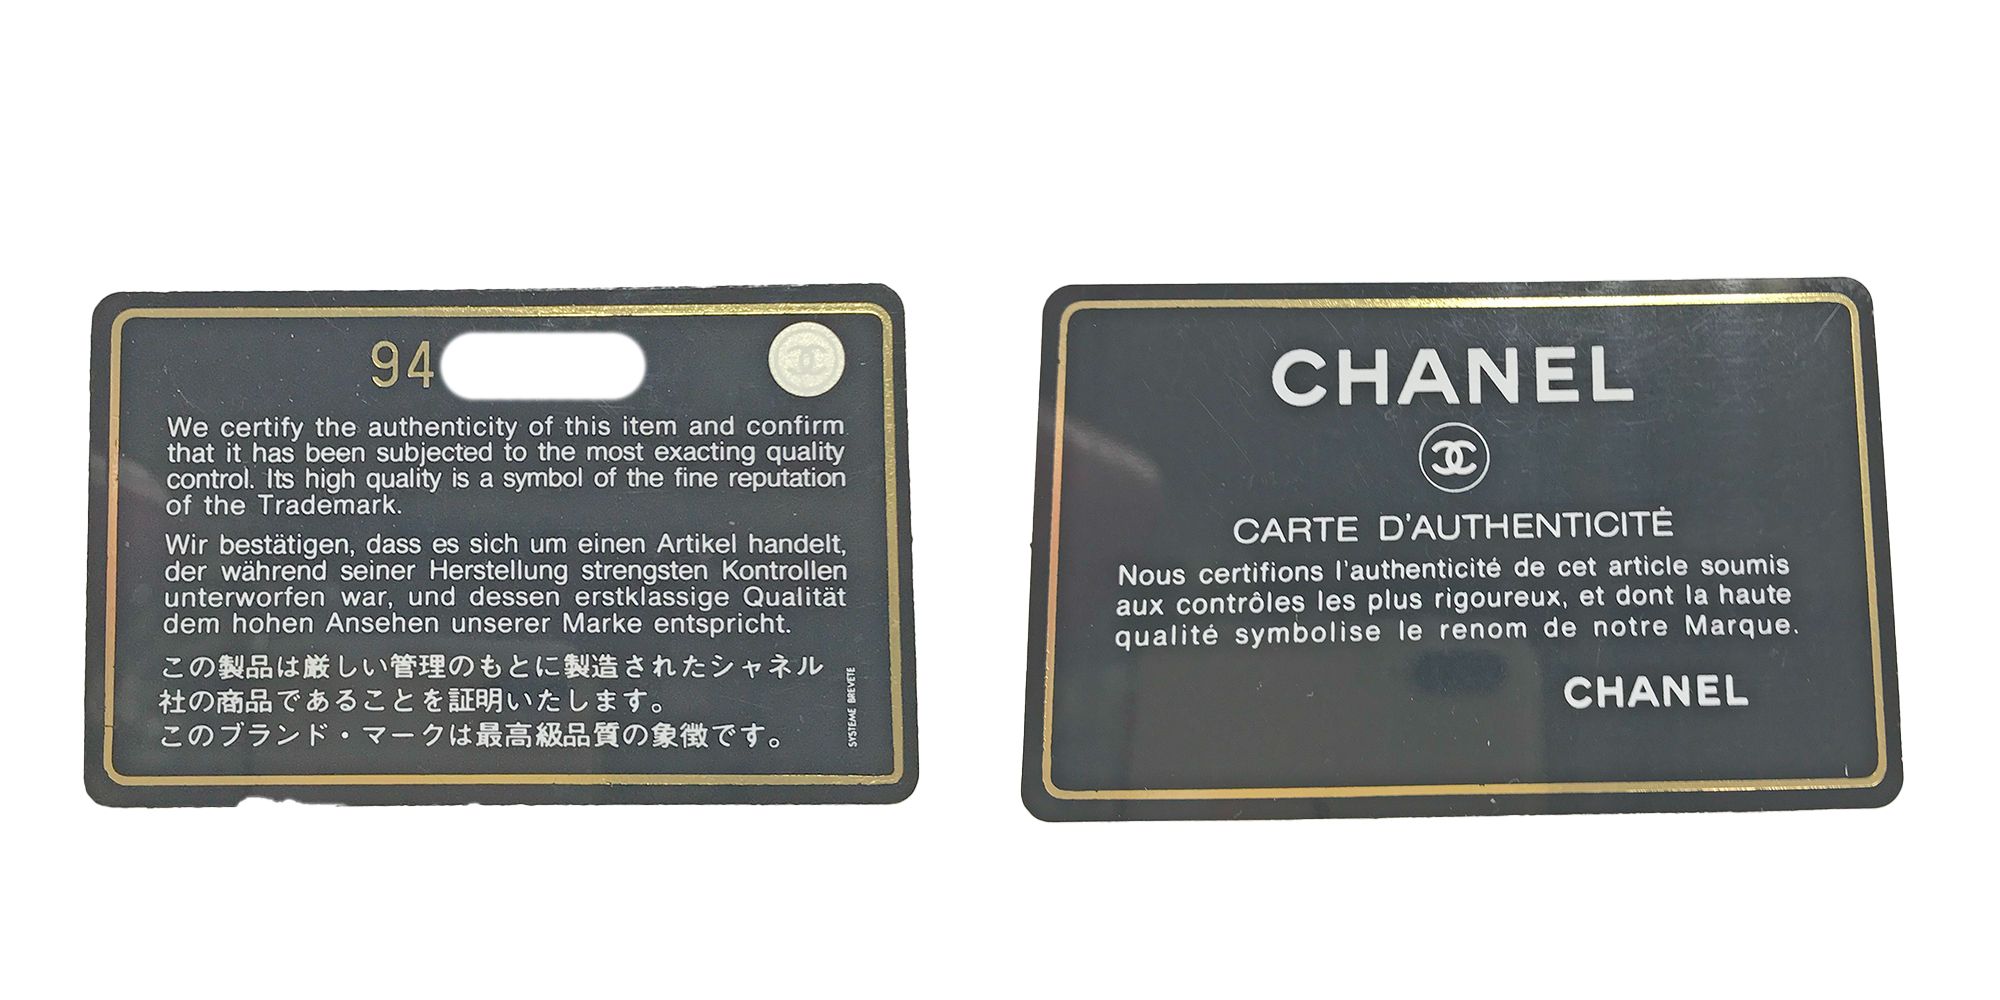 94
We certify the authenticity of this item and confirm
that it has been subjected to the most exacting quality
control. Its high quality is a symbol of the fine reputation
of the Trademark.
Wir bestätigen, dass es sich um einen Artikel handelt,
der während seiner Herstellung strengsten Kontrollen
unterworfen war, und dessen erstklassige Qualität
dem hohen Ansehen unserer Marke entspricht.
この製品は厳しい管理のもとに製造されたシャネル
社の商品であることを証明いたします。
このブランド・マークは最高級品質の象徴です。
SYSTEME BREVETE
CHANEL
CARTE D'AUTHENTICITÉ
Nous certifions l'authenticité de cet article soumis
aux contrôles les plus rigoureux, et dont la haute
qualité symbolise le renom de notre Marque.
CHANEL